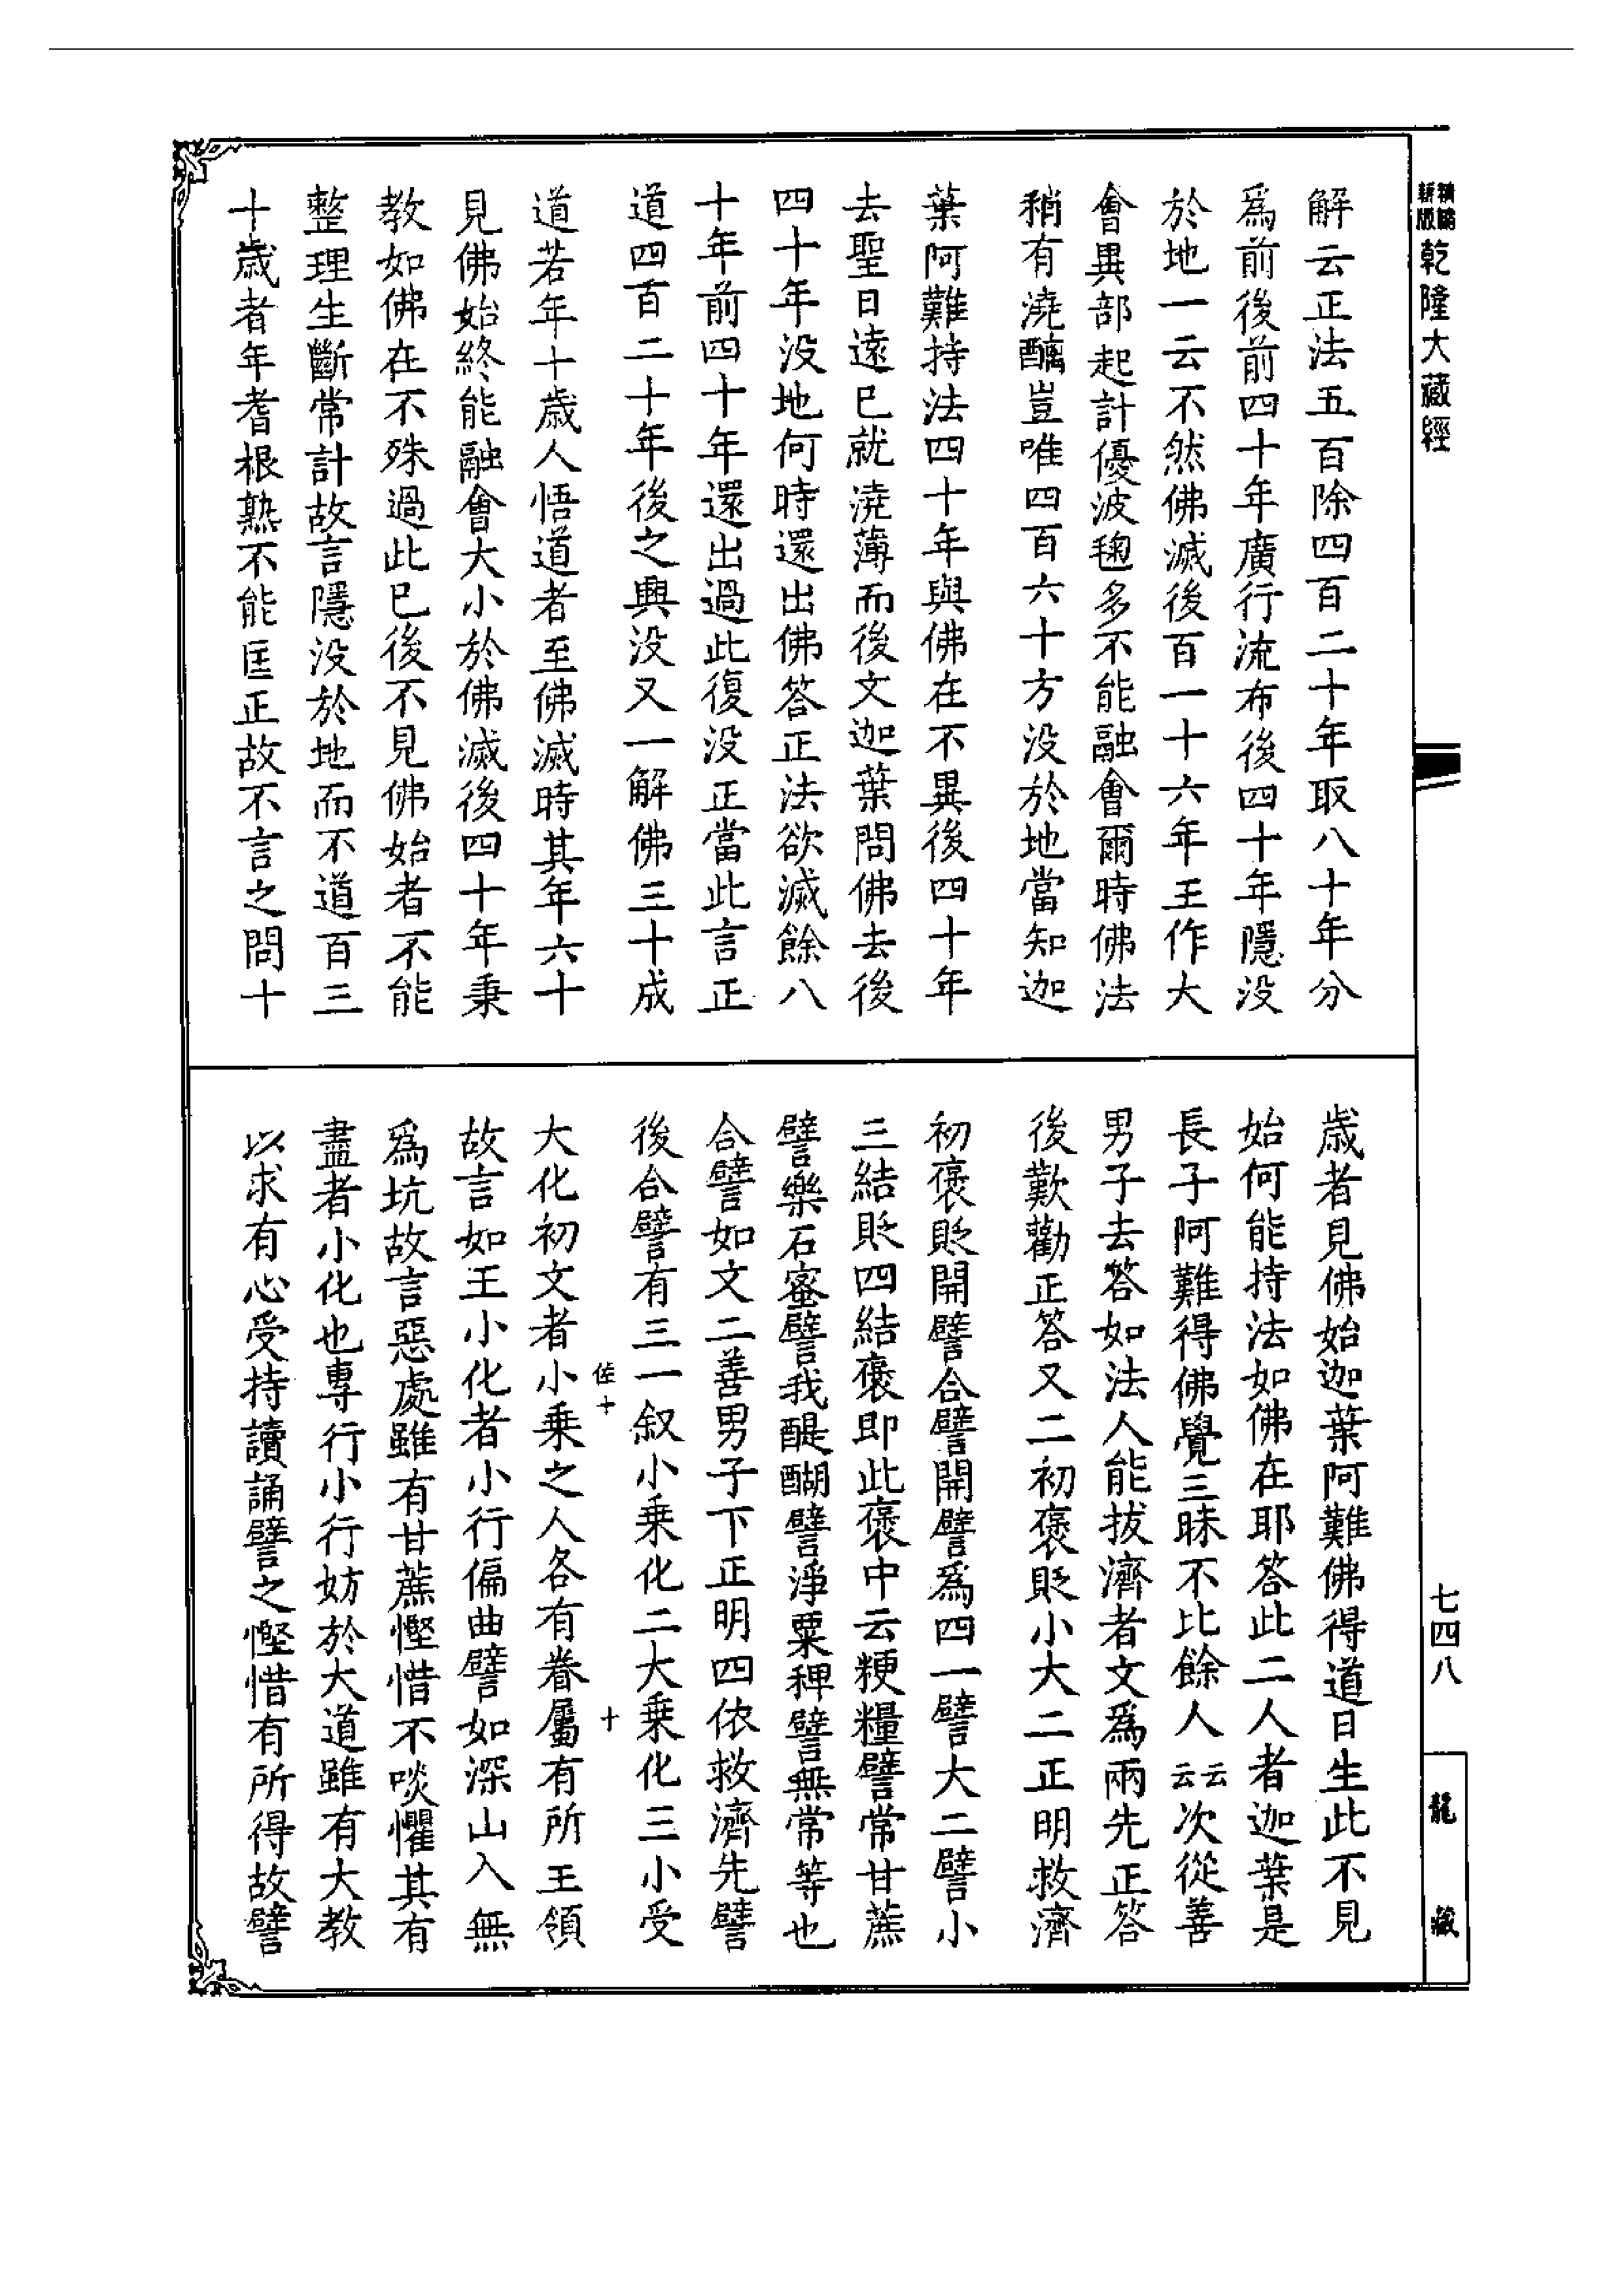 精編
新版
乾隆大藏經
七四八
龍藏
解云正法五百除四百二十年取八十年分
爲前後前四十年廣行流布後四十年隱没
於地一云不然佛滅後百一十六年王作大
會異部起計優波毱多不能融會爾時佛法
稍有澆醨豈唯四百六十方没於地當知迦
葉阿難持法四十年與佛在不異後四十年
去聖日遠已就澆薄而後文迦葉問佛去後
四十年没地何時還出佛答正法欲滅餘八
十年前四十年還出過此復没正當此言正
道四百二十年後之興没又一解佛三十成
道若年十歲人悟道者至佛滅時其年六十
見佛始終能融會大小於佛滅後四十年秉
教如佛在不殊過此已後不見佛始者不能
整理生斷常計故言隱没於地而不道百三
十歲者年耆根熟不能匡正故不言之問十
歲者見佛始迦葉阿難佛得道日生此不見
始何能持法如佛在耶答此二人者迦葉是
長子阿難得佛覺三昧不比餘人云云次從善
男子去答如法人能拔濟者文爲兩先正答
後歎勸正答又二初褒貶小大二正明救濟
初褒貶開譬合譬開譬爲四一譬大二譬小
三結貶四結褒即此褒中云粳糧譬常甘蔗
譬樂石蜜譬我醍醐譬淨粟稗譬無常等也
合譬如文二善男子下正明四依救濟先譬
後合譬有三一叙小乘化二大乘化三小受
大化初文者小乘之人各有眷屬有所王領
故言如王小化者小行偏曲譬如深山入無
爲坑故言惡處雖有甘蔗慳惜不啖懼其有
盡者小化也專行小行妨於大道雖有大教
以求有心受持讀誦譬之慳惜有所得故譬
佐十
十